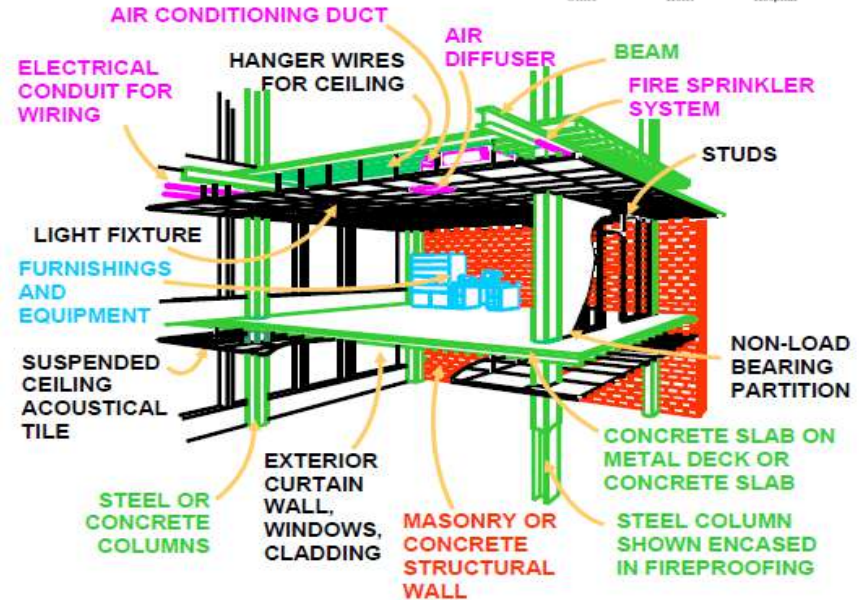 AIR CONDITIONING DUCT
AIR
DIFFUSER
HANGER WIRES
FOR CEILING
BEAM
ELECTRICAL
CONDUIT FOR
WIRING
FIRE SPRINKLER
SYSTEM
STUDS
LIGHT FIXTURE
FURNISHINGS
AND
EQUIPMENT
SUSPENDED
CEILING
ACOUSTICAL
TILE
NON-LOAD
BEARING
PARTITION
CONCRETE SLAB ON
METAL DECK OR
CONCRETE SLAB
EXTERIOR
CURTAIN
WALL,
WINDOWS,
CLADDING
STEEL OR
CONCRETE
COLUMNS
MASONRY OR
CONCRETE
STRUCTURAL
WALL
STEEL COLUMN
SHOWN ENCASED
IN FIREPROOFING